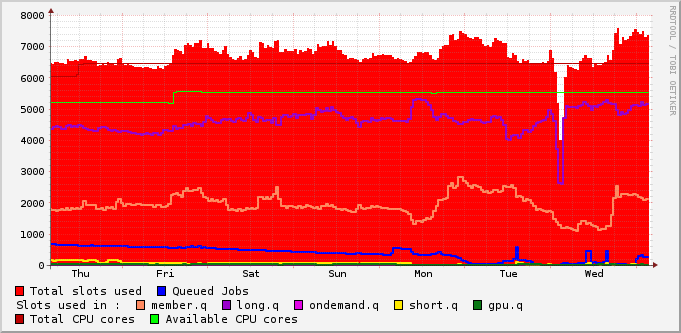 8000
7000
6000
5000
4000
3000
2000
1000
0
Thu Fri Sat Sun Mon Tue Wed
RRDTOOL / TOBI OETIKER
Total slots used Queued Jobs
Slots used in : member.q long.q ondemand.q short.q gpu.q
Total CPU cores Available CPU cores